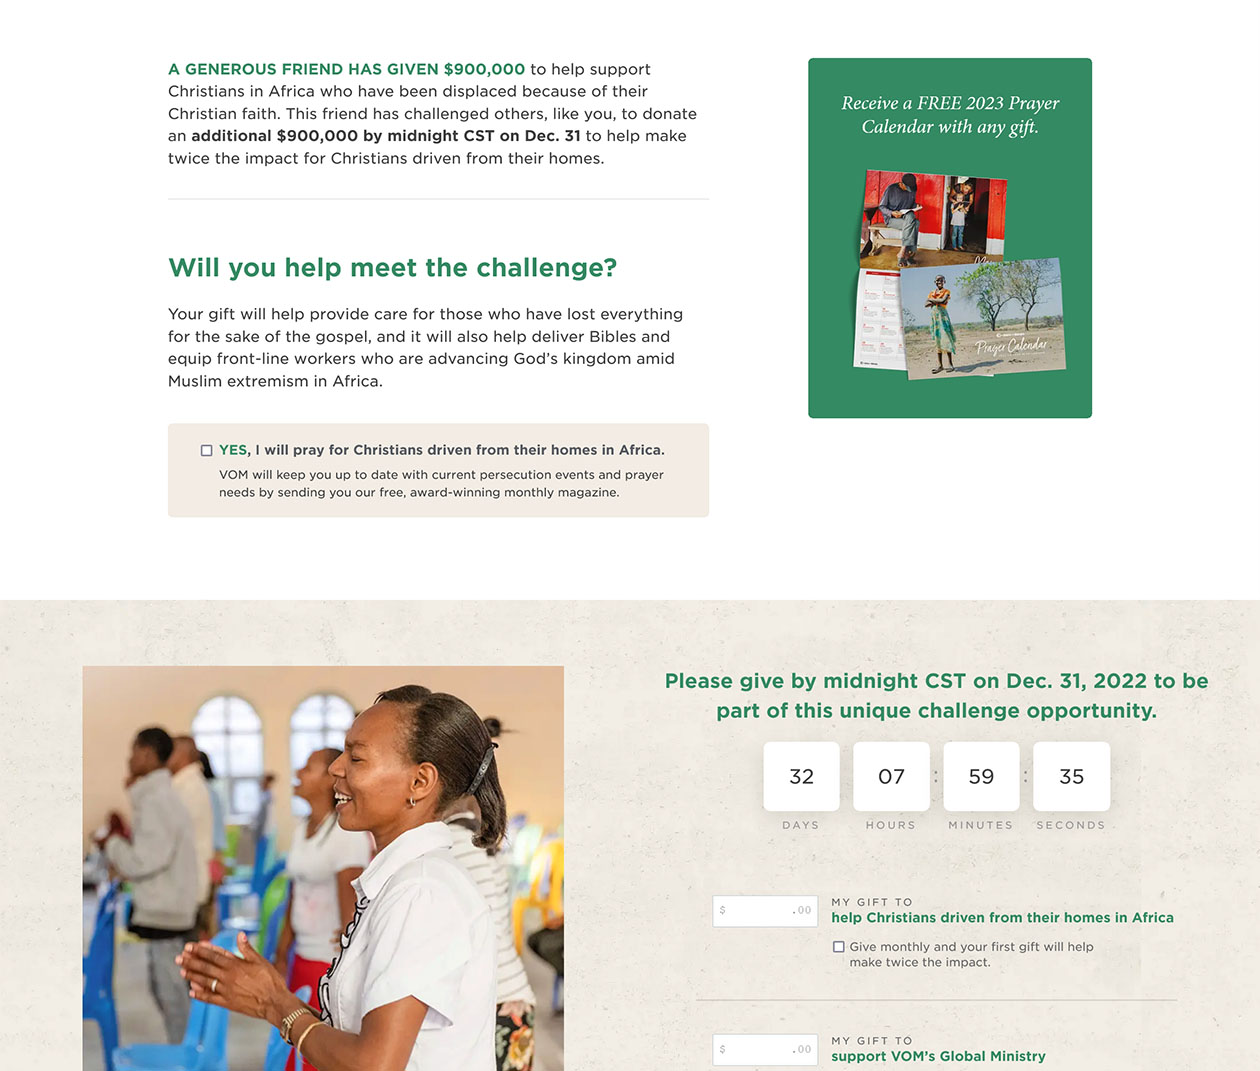 A GENEROUS FRIEND HAS GIVEN $900,000 to help support
Christians in Africa who have been displaced because of their
Christian faith. This friend has challenged others, like you, to donate
an additional $900,000 by midnight CST on Dec. 31 to help make
twice the impact for Christians driven from their homes.
Receive a FREE 2023 Prayer
Calendar with any gift.
Prayer Calendar
Will you help meet the challenge?
Your gift will help provide care for those who have lost everything
for the sake of the gospel, and it will also help deliver Bibles and
equip front-line workers who are advancing God's kingdom amid
Muslim extremism in Africa.
YES, I will pray for Christians driven from their homes in Africa.
VOM will keep you up to date with current persecution events and prayer
needs by sending you our free, award-winning monthly magazine.
Please give by midnight CST on Dec. 31, 2022 to be
part of this unique challenge opportunity.
32 07 : 59 : 35
DAYS HOURS MINUTES SECONDS
$ .00
MY GIFT TO
help Christians driven from their homes in Africa
Give monthly and your first gift will help
make twice the impact.
$ .00
MY GIFT TO
support VOM's Global Ministry